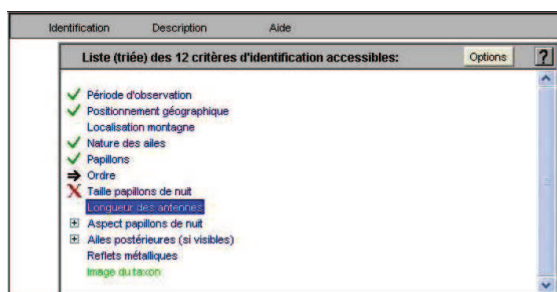 Identification Description Aide
Liste (triée) des 12 critères d'identification accessibles: Options ?
Période d'observation
Positionnement géographique
Localisation montagne
Nature des ailes
Papillons
Ordre
Taille papillons de nuit
Longueur des antennes
Aspect papillons de nuit
Ailes postérieures (si visibles)
Reflets métalliques
Image du taxon